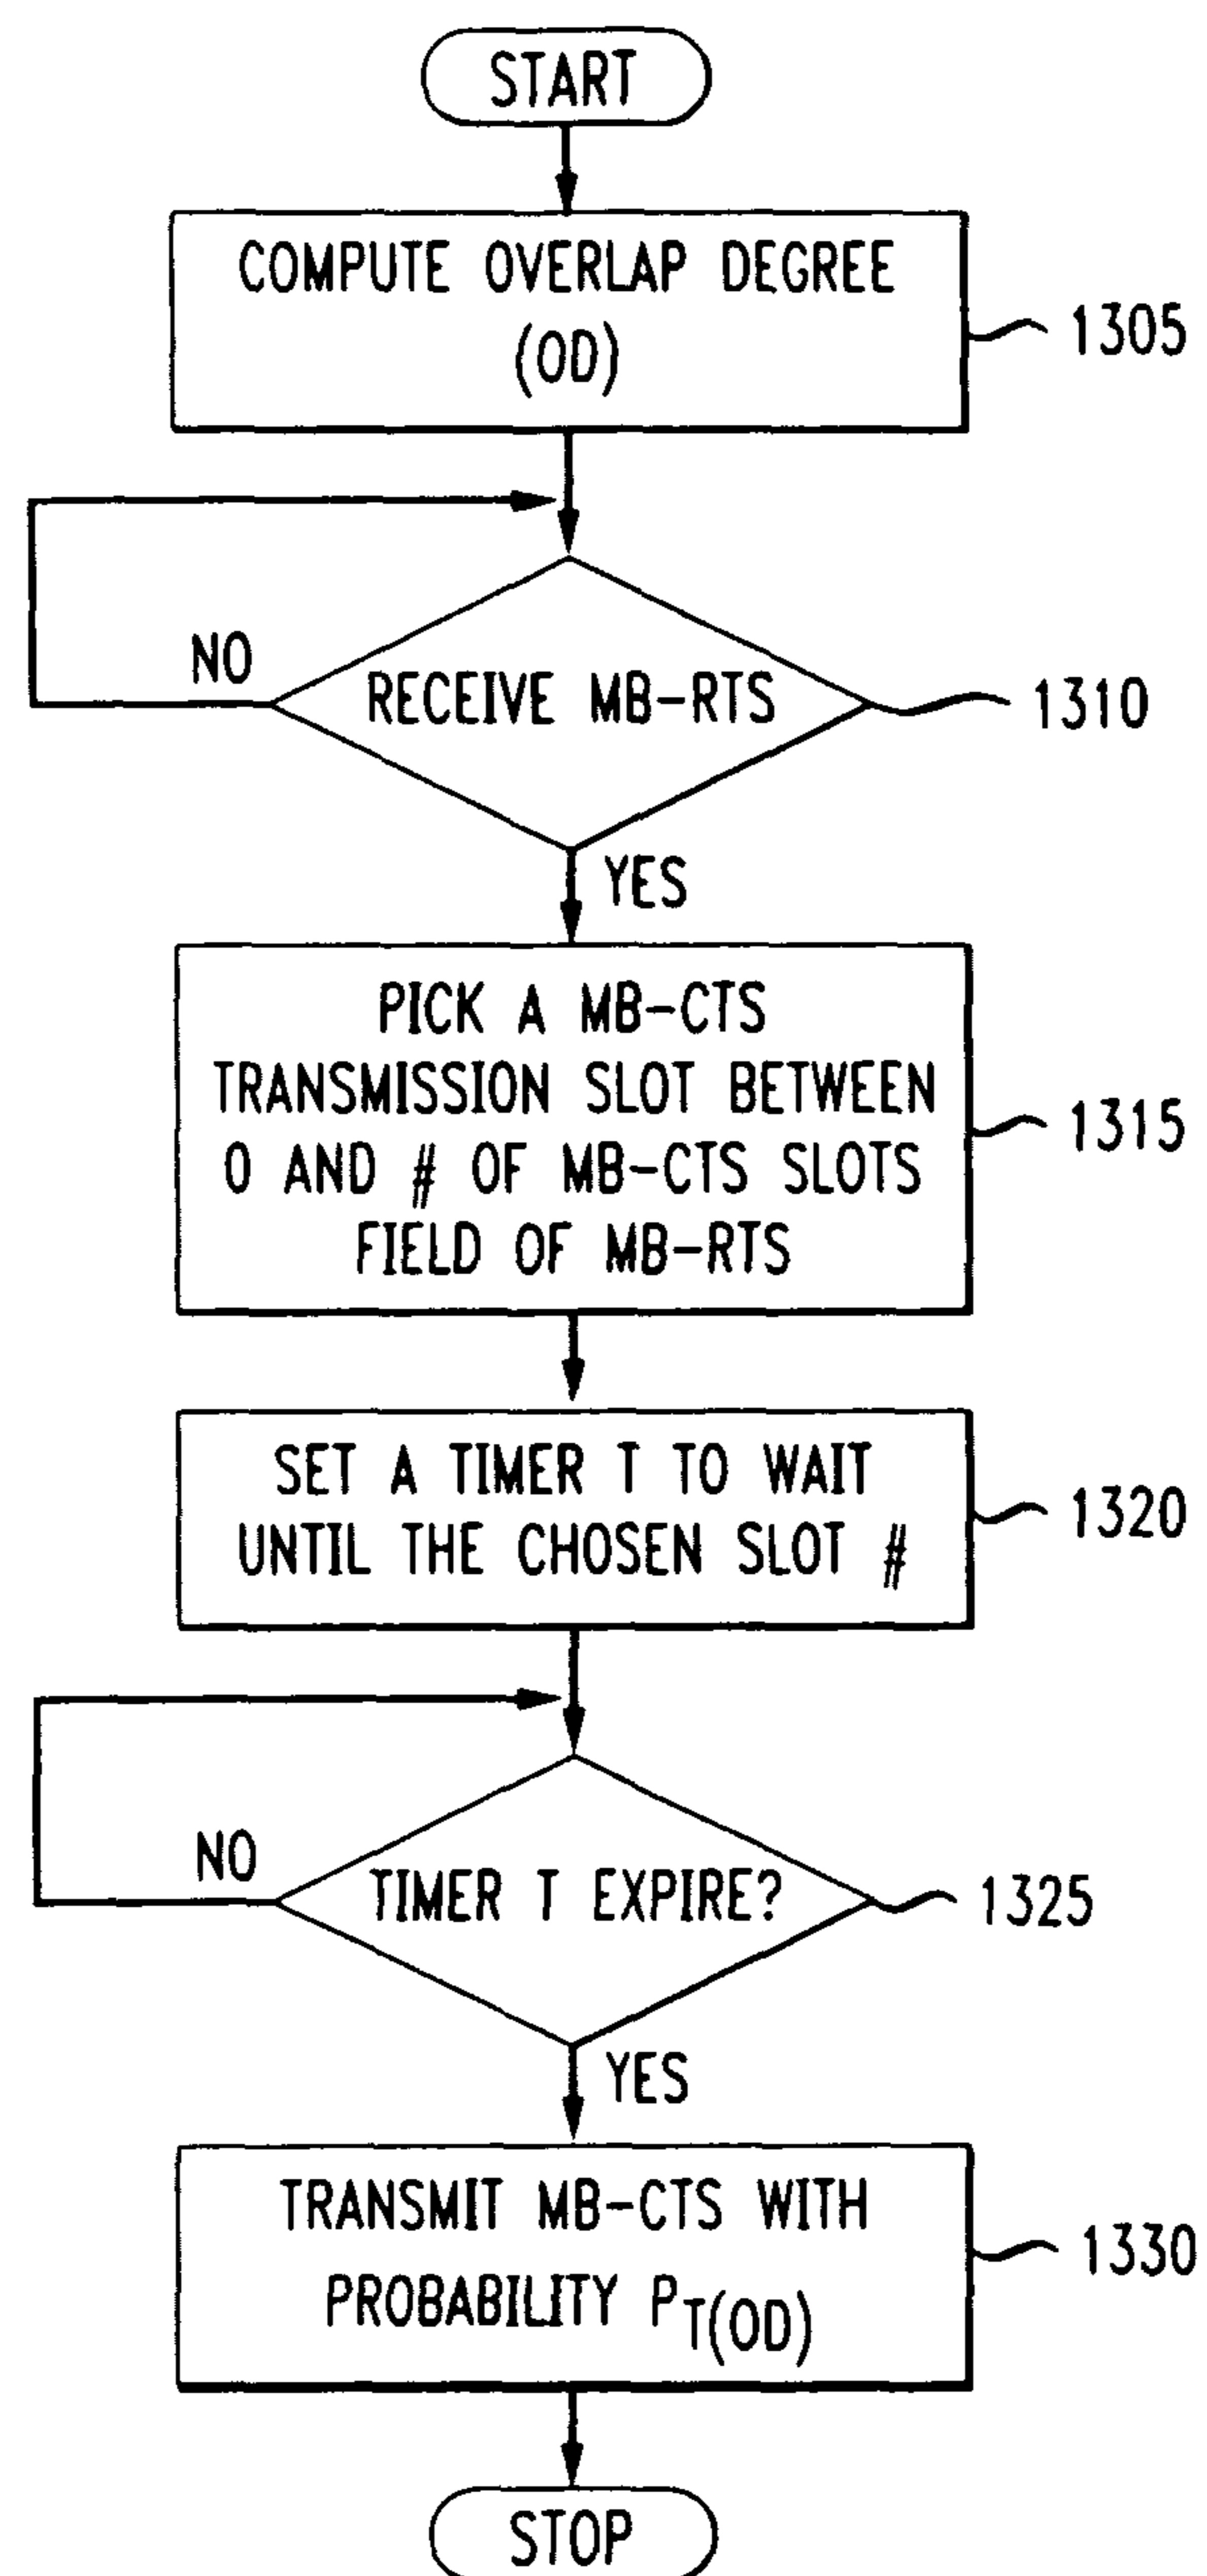 START
COMPUTE OVERLAP DEGREE
(OD)
1305
NO
RECEIVE MB-RTS
1310
YES
PICK A MB-CTS
TRANSMISSION SLOT BETWEEN
0 AND # OF MB-CTS SLOTS
FIELD OF MB-RTS
1315
SET A TIMER T TO WAIT
UNTIL THE CHOSEN SLOT #
1320
NO
TIMER T EXPIRE?
1325
YES
TRANSMIT MB-CTS WITH
PROBABILITY PT(OD)
1330
STOP